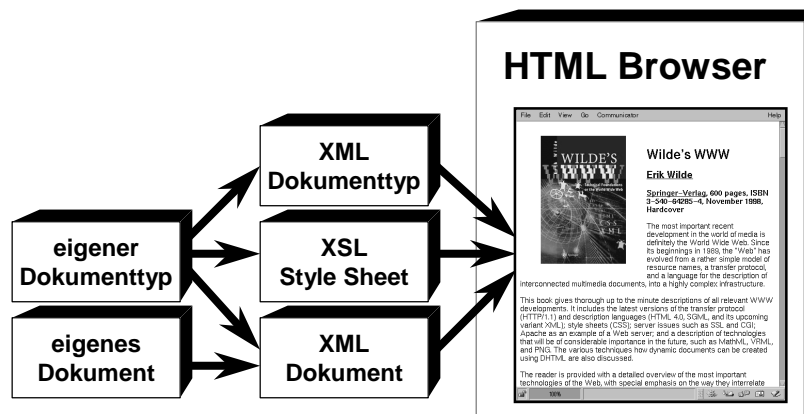 HTML Browser
XML
Dokumenttyp
eigener
Dokumenttyp
XSL
Style Sheet
eigenes
Dokument
XML
Dokument
File Edit View Go Communicator Help
WILDE'S
WWW
Technical Foundations
of the World Wide Web
Wilde's WWW
Erik Wilde
Springer-Verlag, 600 pages, ISBN
3-540-64285-4, November 1998,
Hardcover
The most important recent
development in the world of media is
definitely the World Wide Web. Since
its beginnings in 1989, the "Web" has
evolved from a rather simple model of
resource names, a transfer protocol,
and a language for the description of
interconnected multimedia documents, into a highly complex infrastructure.
This book gives thorough up to the minute descriptions of all relevant WWW
developments. It includes the latest versions of the transfer protocol
(HTTP/1.1) and description languages (HTML 4.0, SGML, and its upcoming
variant XML); style sheets (CSS); server issues such as SSL and CGI;
Apache as an example of a Web server; and a description of technologies
that will be of considerable importance in the future, such as MathML, VRML,
and PNG. The various techniques how dynamic documents can be created
using DHTML are also discussed.
The reader is provided with a detailed overview of the most important
technologies of the Web, with special emphasis on the way they interrelate
100%